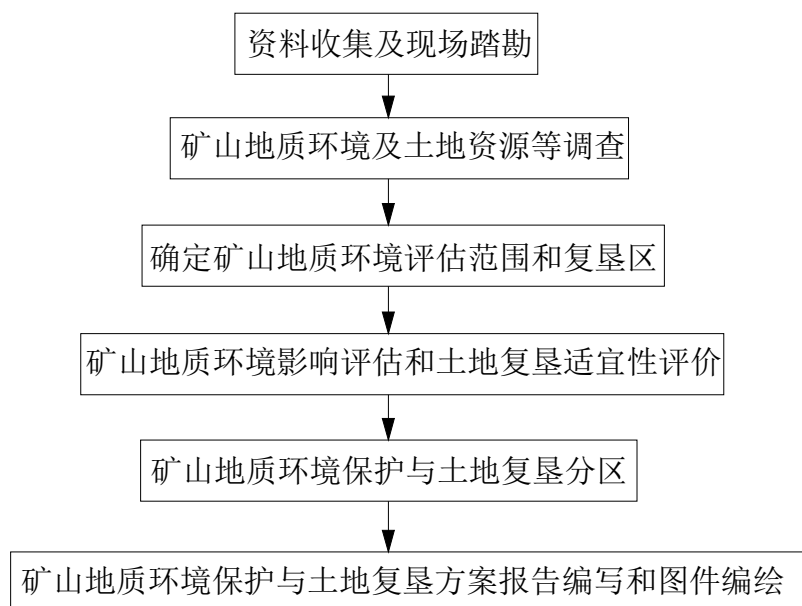 资料收集及现场踏勘
矿山地质环境及土地资源等调查
确定矿山地质环境评估范围和复垦区
矿山地质环境影响评估和土地复垦适宜性评价
矿山地质环境保护与土地复垦分区
矿山地质环境保护与土地复垦方案报告编写和图件编绘